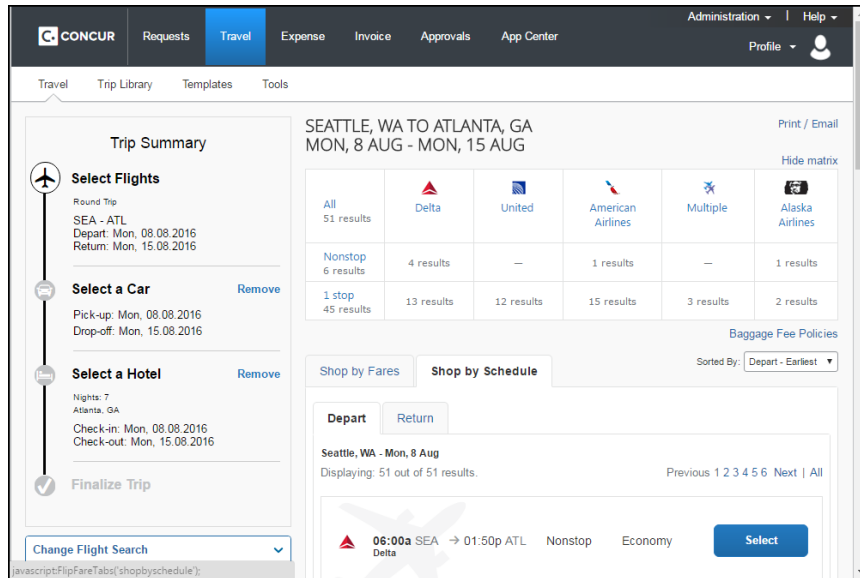 Administration | Help
C. CONCUR Requests Travel Expense Invoice Approvals App Center
Profile
Travel Trip Library Templates Tools
Trip Summary
Select Flights
Round Trip
SEA - ATL
Depart: Mon, 08.08.2016
Return: Mon, 15.08.2016
Select a Car Remove
Pick-up: Mon, 08.08.2016
Drop-off: Mon, 15.08.2016
Select a Hotel Remove
Nights: 7
Atlanta, GA
Check-in: Mon, 08.08.2016
Check-out: Mon, 15.08.2016
Finalize Trip
Change Flight Search
javascript:FlipFareTabs('shopbyschedule');
SEATTLE, WA TO ATLANTA, GA
MON, 8 AUG - MON, 15 AUG
Print / Email
Hide matrix
All
51 results
Delta
United
American
Airlines
Multiple
Alaska
Airlines
Nonstop
6 results
4 results — 1 results — 1 results
1 stop
45 results
13 results 12 results 15 results 3 results 2 results
Baggage Fee Policies
Shop by Fares Shop by Schedule
Sorted By: Depart - Earliest
Depart Return
Seattle, WA - Mon, 8 Aug
Displaying: 51 out of 51 results.
Previous 1 2 3 4 5 6 Next | All
06:00a SEA → 01:50p ATL Nonstop Economy Select
Delta